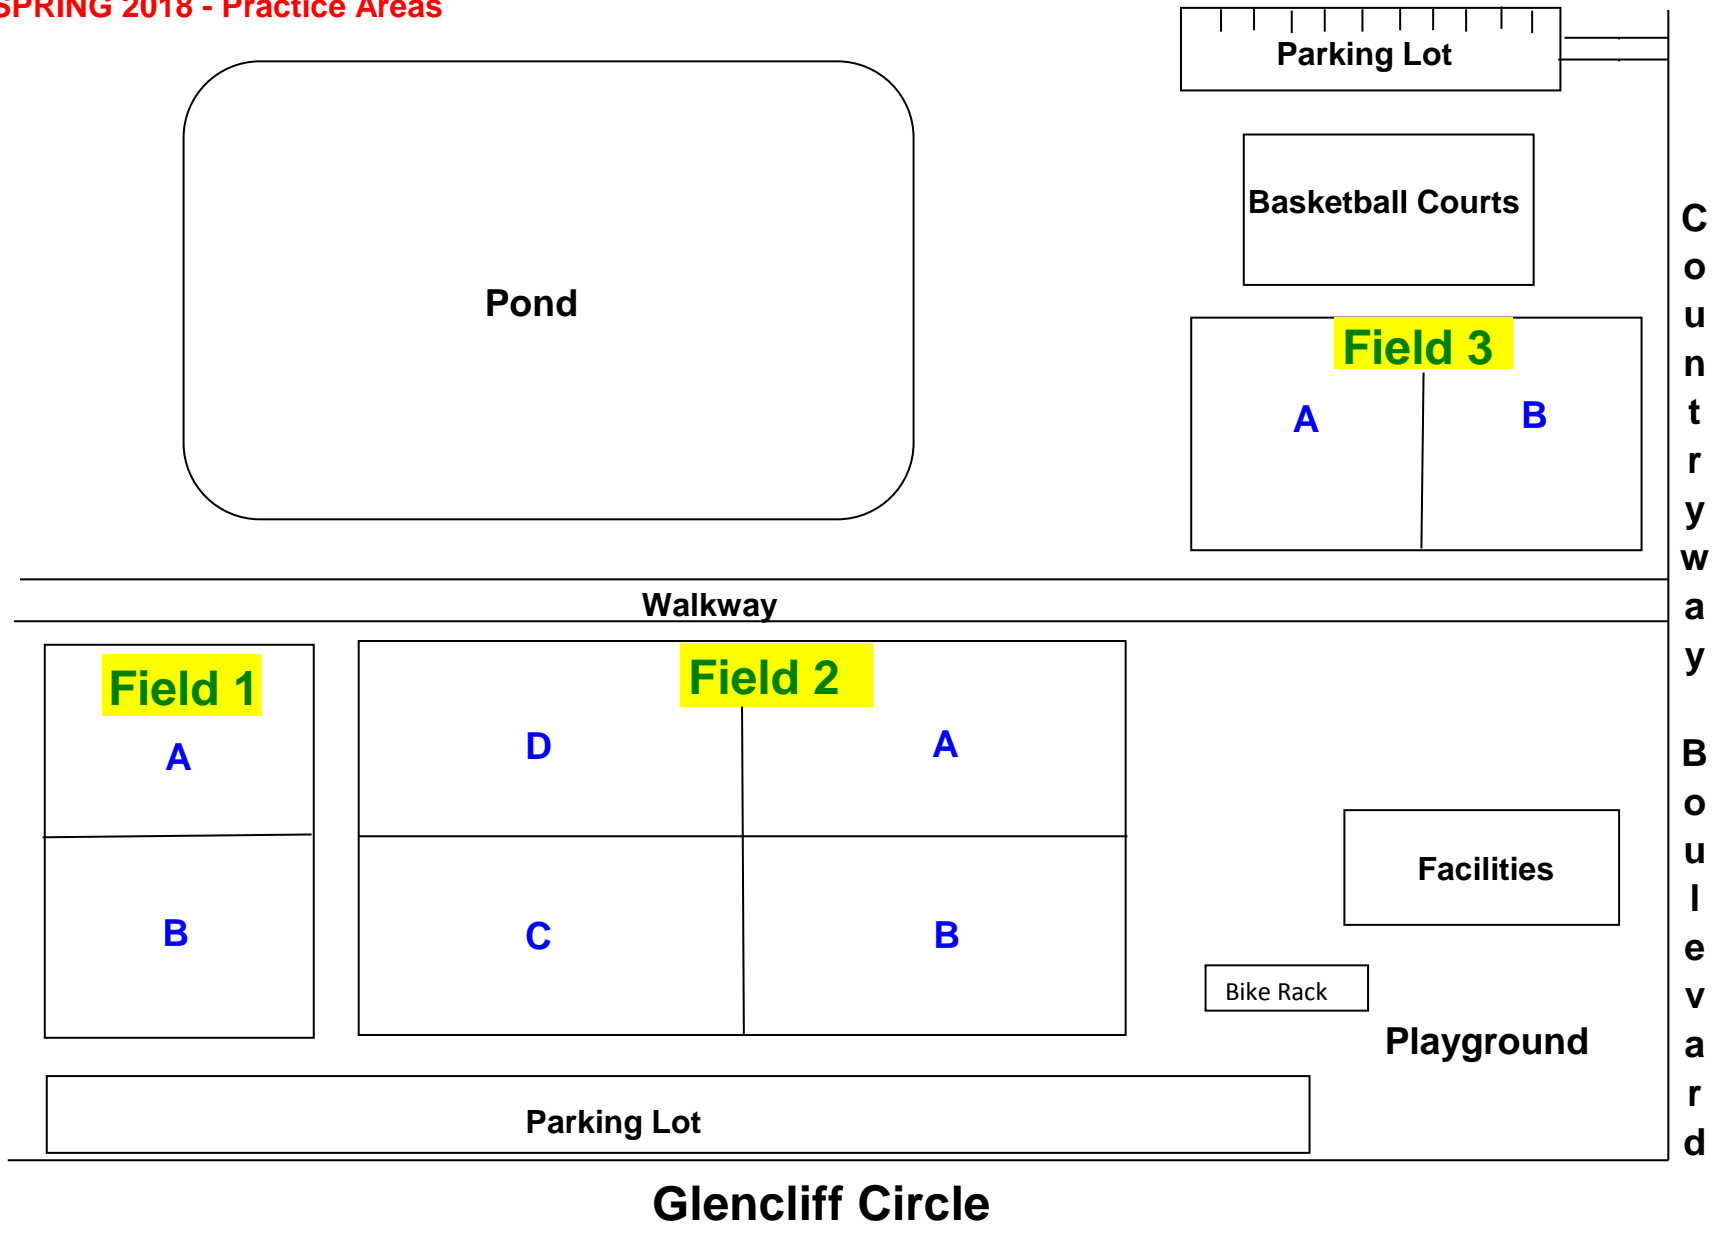 SPRING 2018 - Practice Areas
Parking Lot
Basketball Courts
Pond
Field 3
A
B
Walkway
Field 1
A
B
Field 2
D
A
C
B
Facilities
Bike Rack
Playground
Parking Lot
Glencliff Circle
Countryway Boulevard